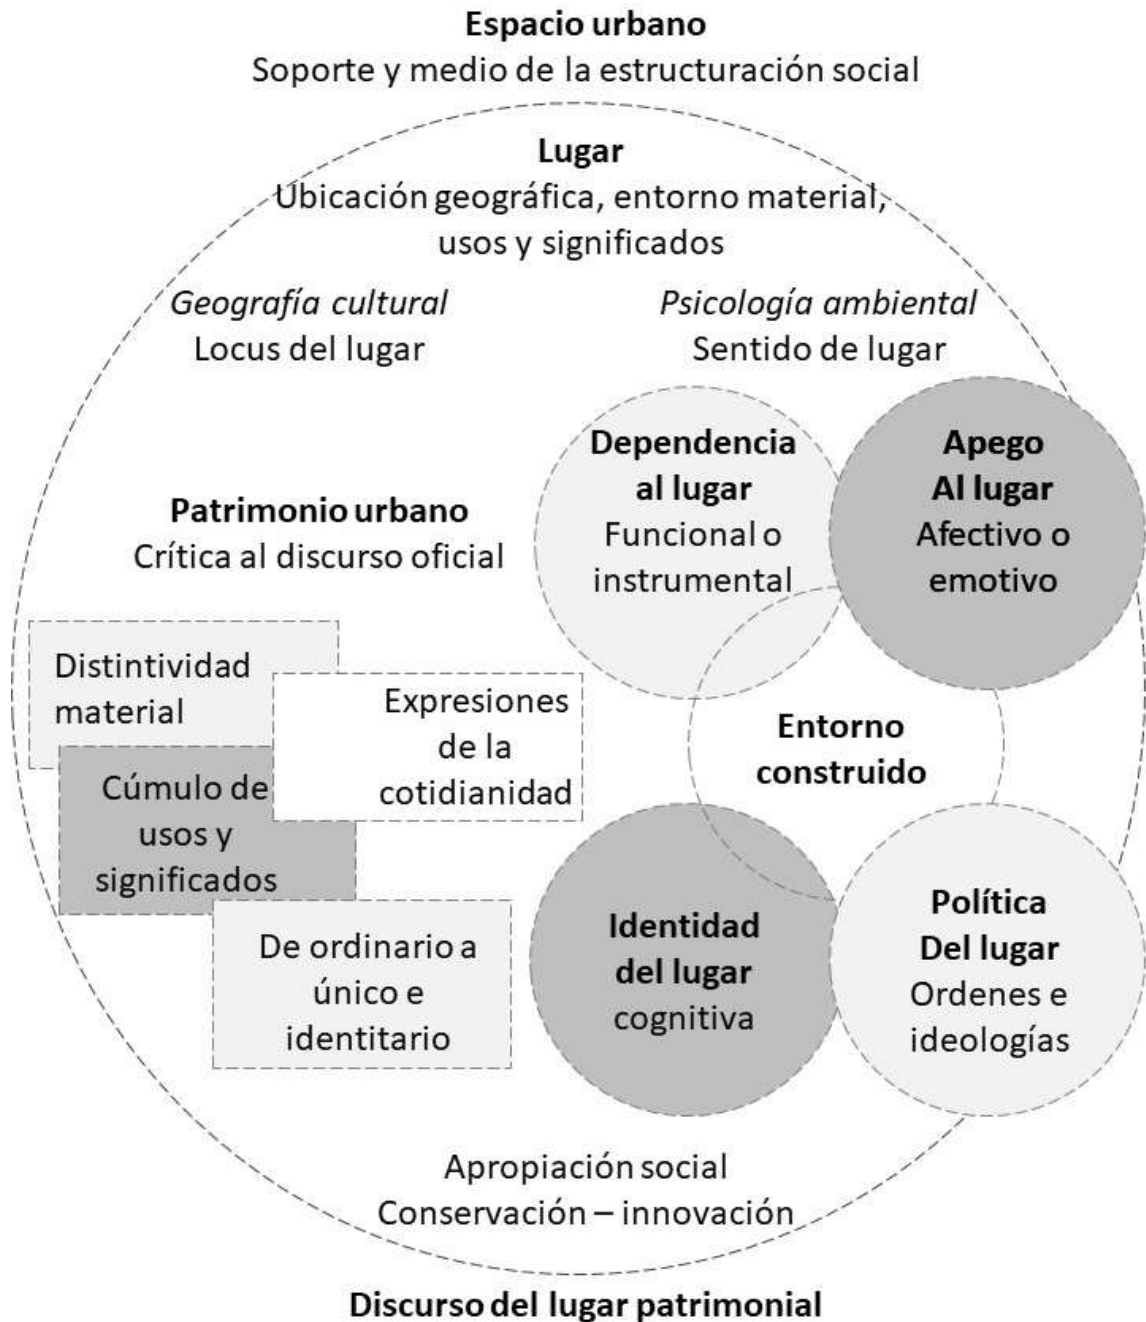 Espacio urbano
Soporte y medio de la estructuración social
Lugar
Ubicación geográfica, entorno material,
usos y significados
Geografía cultural
Locus del lugar
Psicología ambiental
Sentido de lugar
Dependencia
al lugar
Funcional o
instrumental
Apego
Al lugar
Afectivo o
emotivo
Patrimonio urbano
Crítica al discurso oficial
Distintividad
material
Expresiones
de la
cotidianidad
Cúmulo de
usos y
significados
De ordinario a
único e
identitario
Entorno
construido
Identidad
del lugar
cognitiva
Política
Del lugar
Ordenes e
ideologías
Apropiación social
Conservación – innovación
Discurso del lugar patrimonial